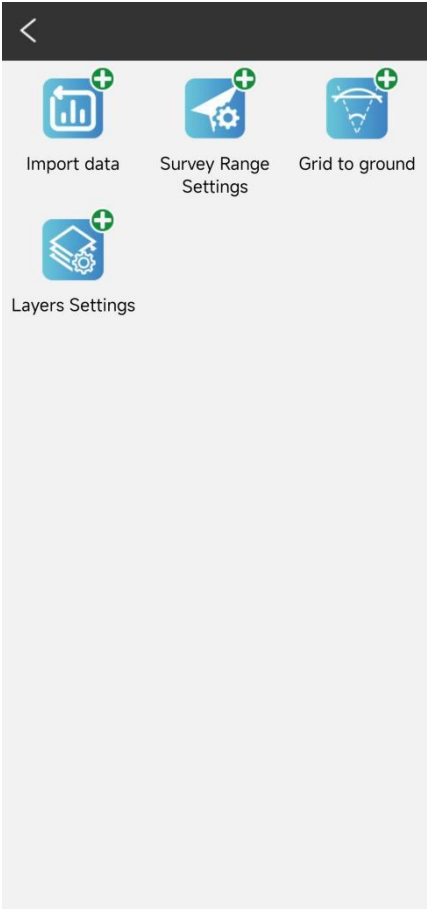 Import data
Survey Range
Settings
Grid to ground
Layers Settings